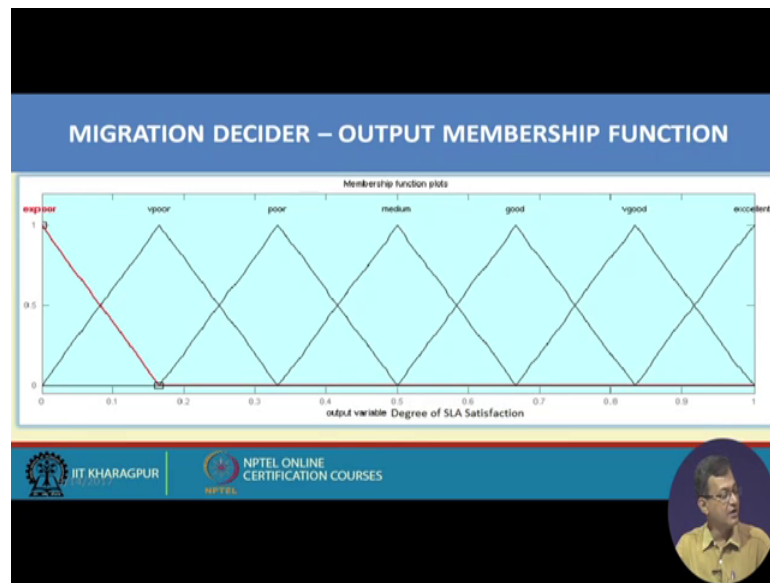 MIGRATION DECIDER – OUTPUT MEMBERSHIP FUNCTION
Membership function plots
expoor vpoor poor medium good vgood excellent
1
0.5
0
0 0.1 0.2 0.3 0.4 0.5 0.6 0.7 0.8 0.9 1
output variable Degree of SLA Satisfaction
IIT KHARAGPUR
NPTEL
NPTEL ONLINE
CERTIFICATION COURSES